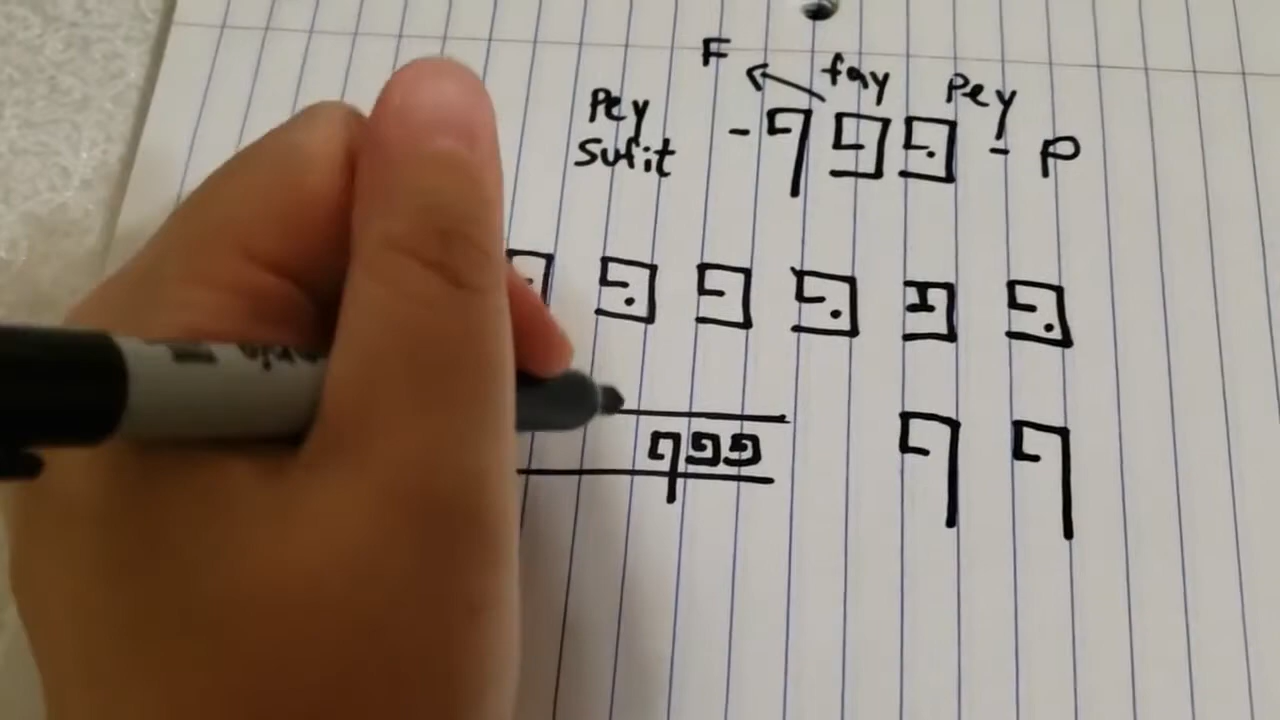 F fay Pey
Pey Sufit - ף פ פּ - P
פּ פּ פ פּ פ פּ
ף ף
ףפפ